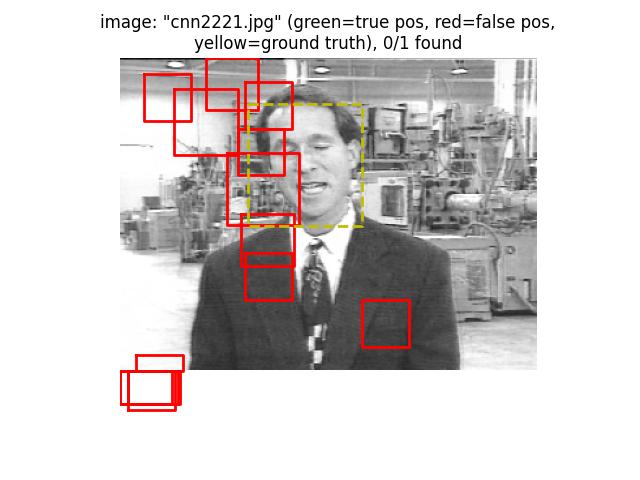 image: "cnn2221.jpg" (green=true pos, red=false pos,
yellow=ground truth), 0/1 found